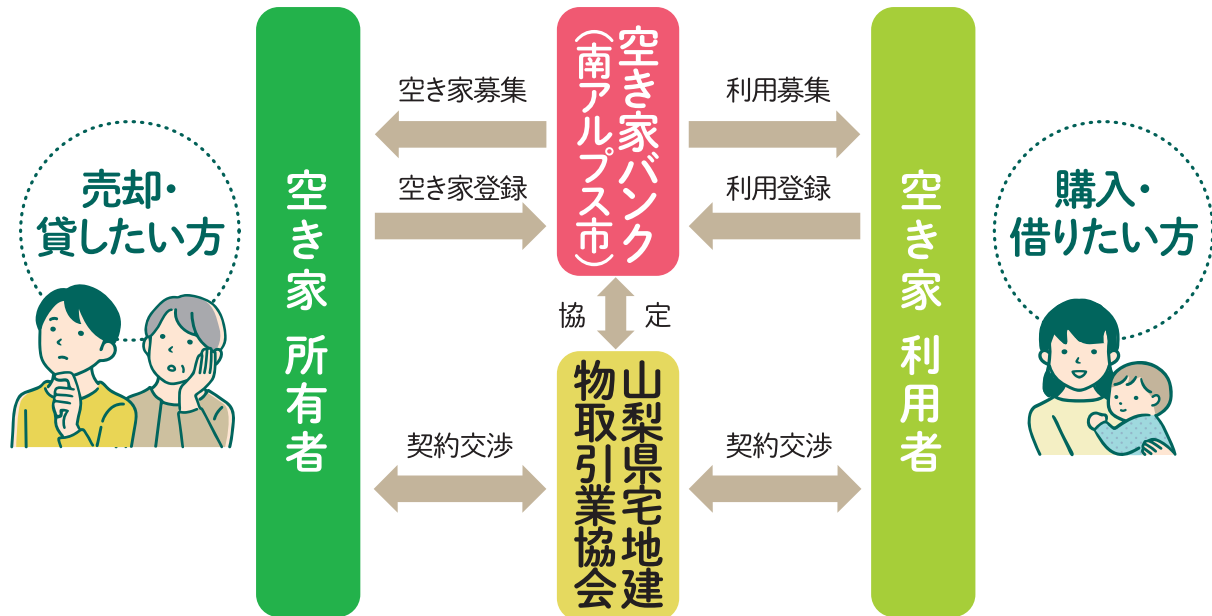 売却・
貸したい方
空き家 所有者
空き家募集
空き家登録
空き家バンク
（南アルプス市）
利用募集
利用登録
協 定
契約交渉
山梨県宅地建
物取引業協会
契約交渉
空き家 利用者
購入・
借りたい方